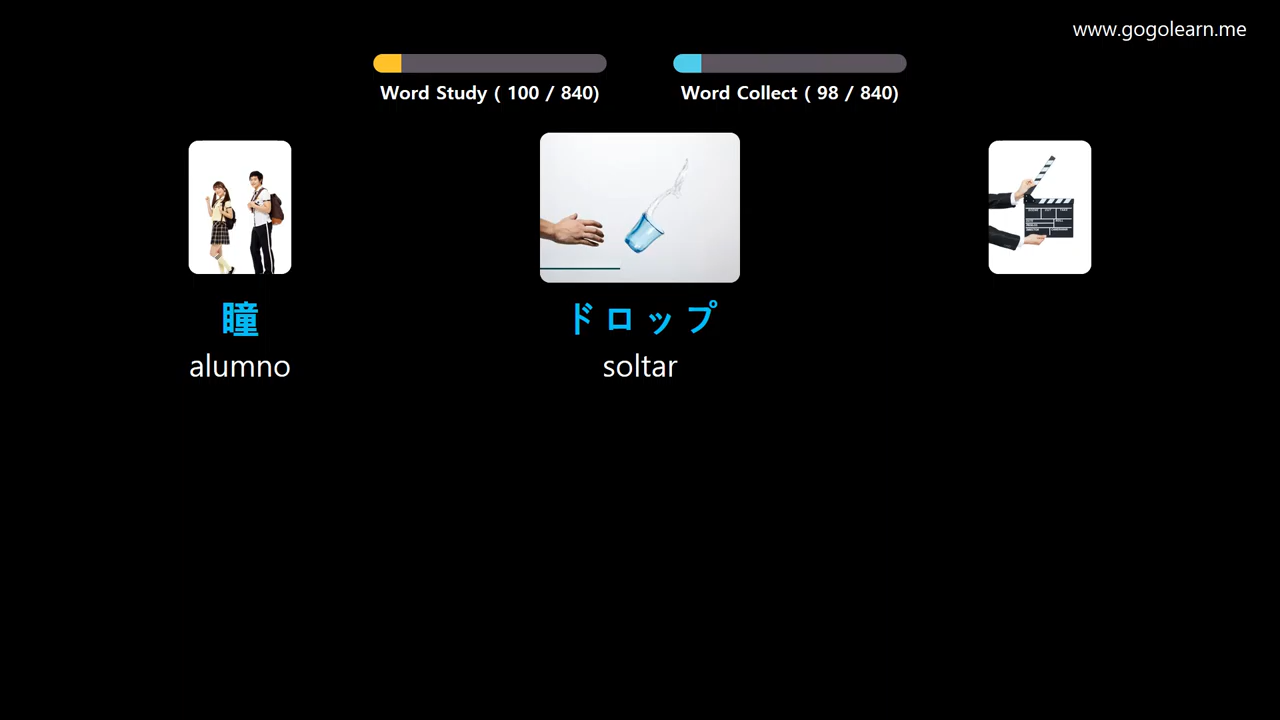 www.gogolearn.me
Word Study ( 100 / 840)
Word Collect ( 98 / 840)
瞳
alumno
ドロップ
soltar